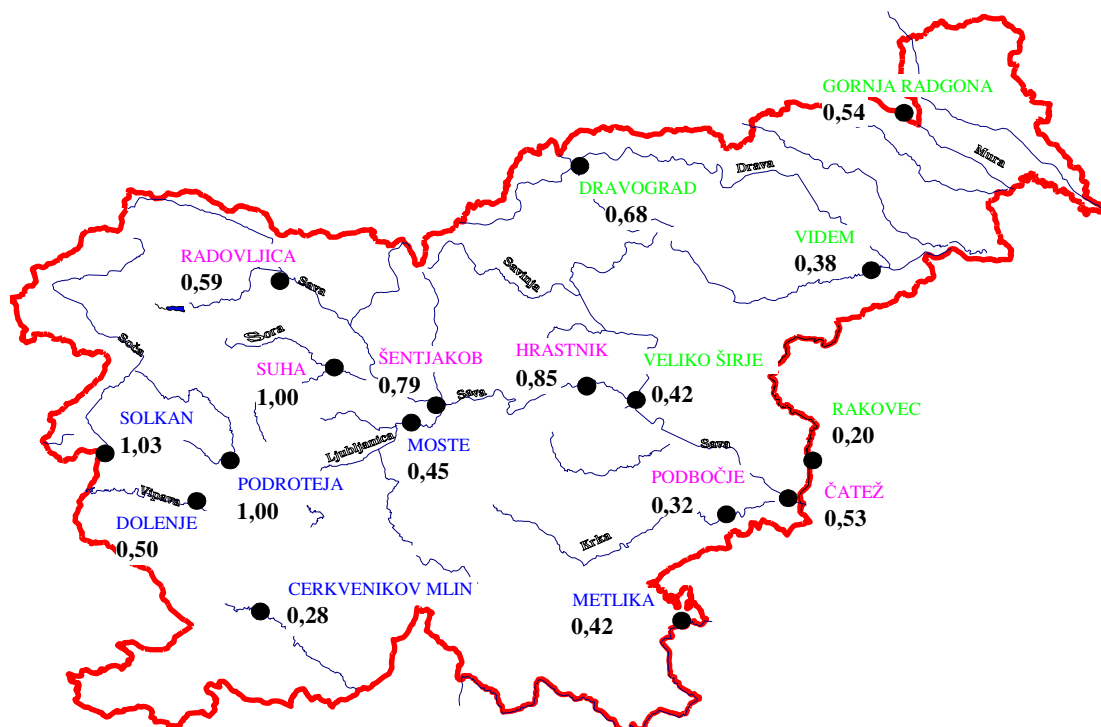 GORNJA RADGONA
0,54
Mura
Drava
DRAVOGRAD
0,68
VIDEM
0,38
RADOVLJICA
0,59
Sava
Savinja
Soča
Sora
SUHA
1,00
ŠENTJAKOB
0,79
Sava
HRASTNIK
0,85
VELIKO ŠIRJE
0,42
SOLKAN
1,03
Ljubljanica
MOSTE
0,45
Sava
RAKOVEC
0,20
PODROTEJA
1,00
Vipava
DOLENJE
0,50
PODBOČJE
0,32
ČATEŽ
0,53
Krka
CERKVENIKOV MLIN
0,28
METLIKA
0,42